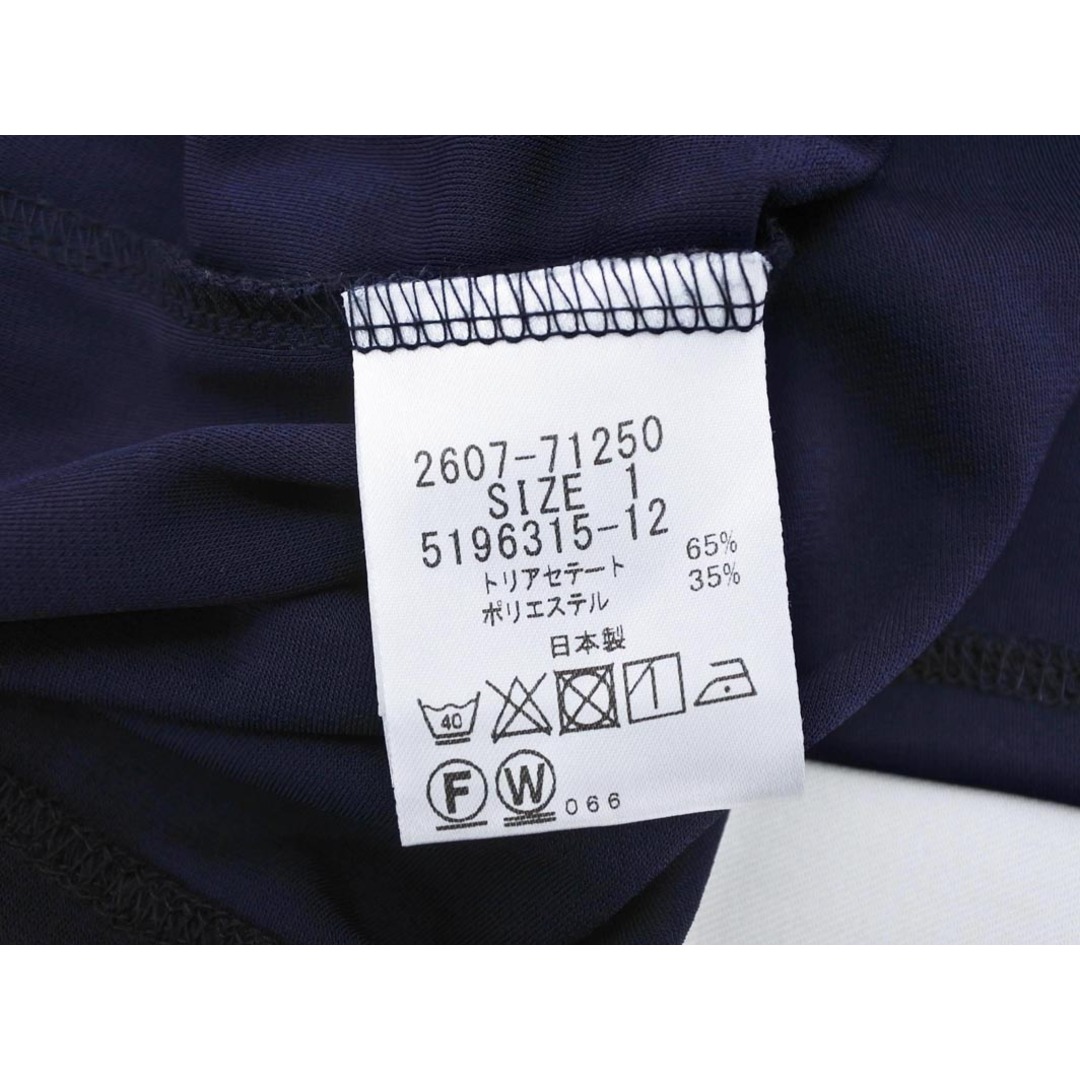 2607-71250
SIZE 1
5196315-12
トリアセテート 65%
ポリエステル 35%
日本製
40
F W 066